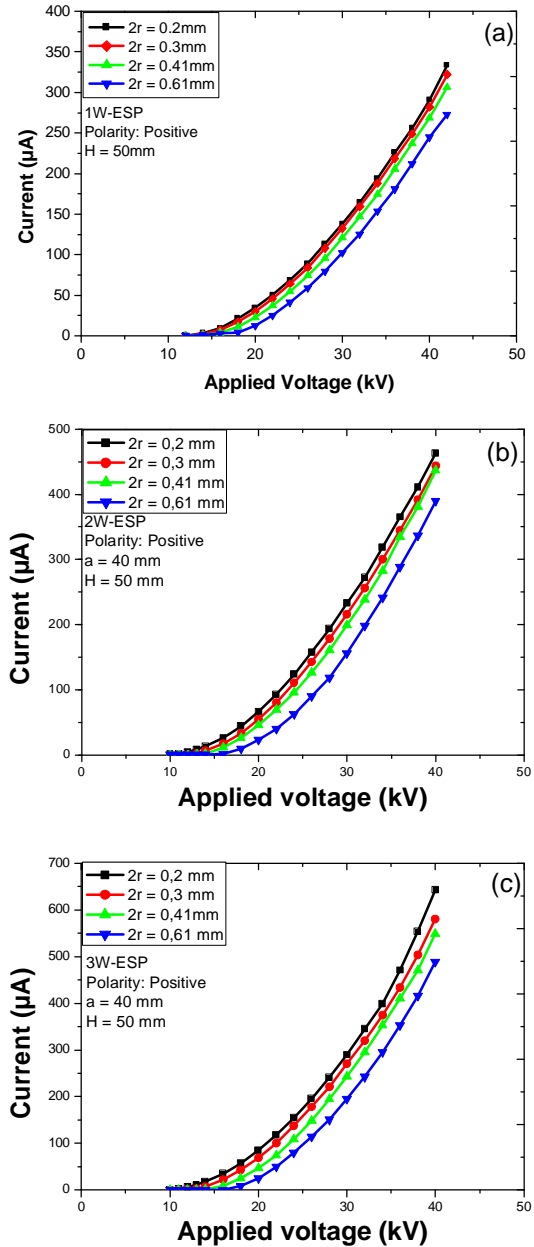 (a)
2r = 0.2mm
2r = 0.3mm
2r = 0.41mm
2r = 0.61mm
1W-ESP
Polarity: Positive
H = 50mm
400
350
300
250
200
150
100
50
0
Current (µA)
0 10 20 30 40 50
Applied Voltage (kV)
(b)
2r = 0,2 mm
2r = 0,3 mm
2r = 0,41 mm
2r = 0,61 mm
2W-ESP
Polarity: Positive
a = 40 mm
H = 50 mm
500
400
300
200
100
0
Current (µA)
0 10 20 30 40 50
Applied voltage (kV)
(c)
2r = 0,2 mm
2r = 0,3 mm
2r = 0,41mm
2r = 0,61 mm
3W-ESP
Polarity: Positive
a = 40 mm
H = 50 mm
700
600
500
400
300
200
100
0
Current (µA)
0 10 20 30 40 50
Applied voltage (kV)